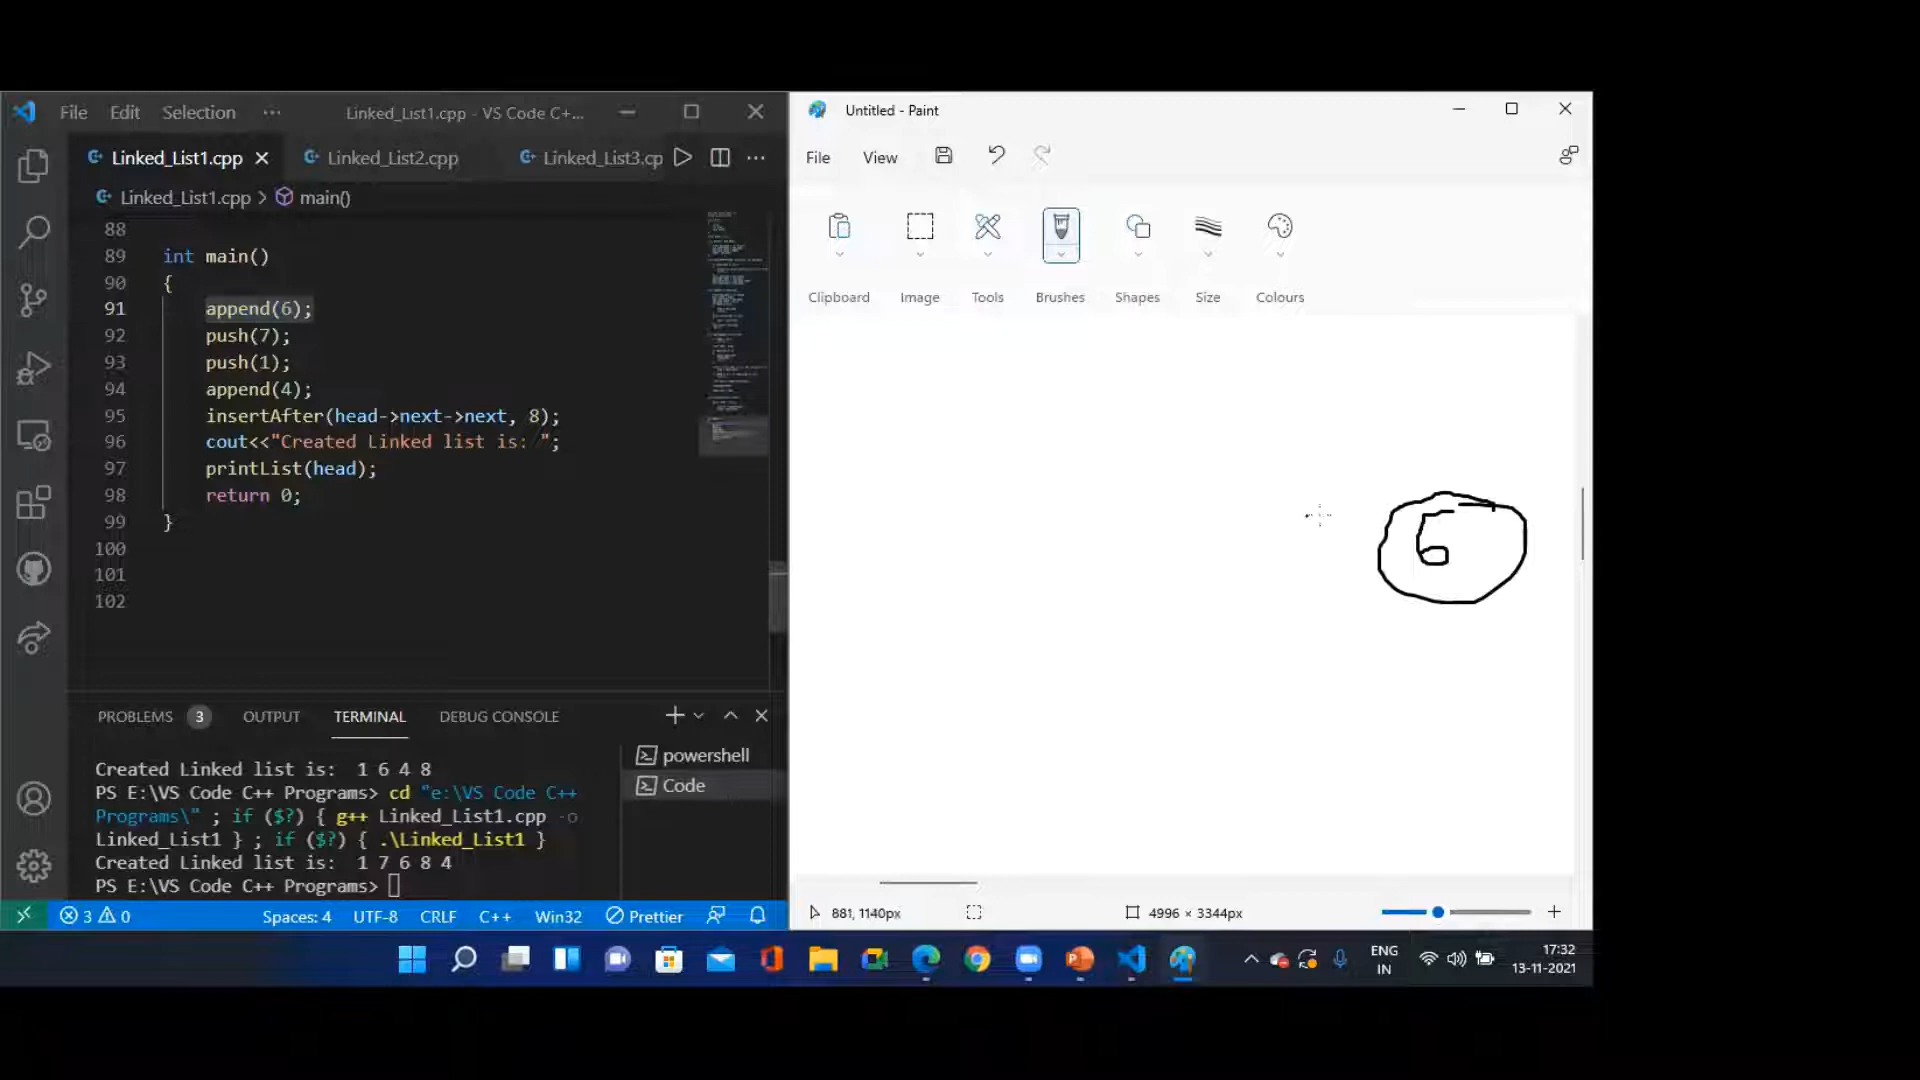 File Edit Selection ··· Linked_List1.cpp - VS Code C+...
Linked_List1.cpp Linked_List2.cpp Linked_List3.cp
Linked_List1.cpp > main()
88
89 int main()
90 {
91 append(6);
92 push(7);
93 push(1);
94 append(4);
95 insertAfter(head->next->next, 8);
96 cout<<"Created Linked list is: ";
97 printList(head);
98 return 0;
99 }
100
101
102
PROBLEMS 3 OUTPUT TERMINAL DEBUG CONSOLE
Created Linked list is:  1 6 4 8
PS E:\VS Code C++ Programs> cd "e:\VS Code C++
Programs\" ; if ($?) { g++ Linked_List1.cpp -o
Linked_List1 } ; if ($?) { .\Linked_List1 }
Created Linked list is:  1 7 6 8 4
PS E:\VS Code C++ Programs>
powershell
Code
3 0 Spaces: 4 UTF-8 CRLF C++ Win32 Prettier
Untitled - Paint
File View
Clipboard Image Tools Brushes Shapes Size Colours
6
881, 1140px 4996 × 3344px
ENG
IN
17:32
13-11-2021